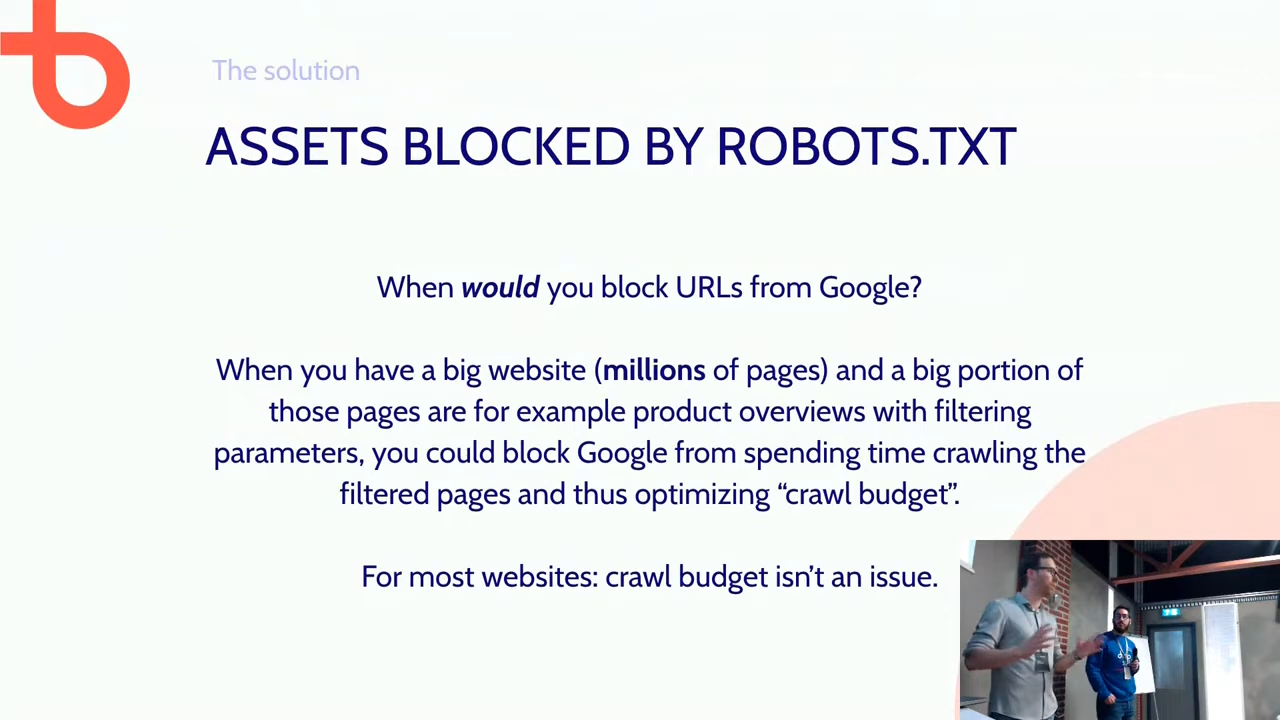 The solution
ASSETS BLOCKED BY ROBOTS.TXT
When would you block URLs from Google?
When you have a big website (millions of pages) and a big portion of
those pages are for example product overviews with filtering
parameters, you could block Google from spending time crawling the
filtered pages and thus optimizing “crawl budget”.
For most websites: crawl budget isn’t an issue.